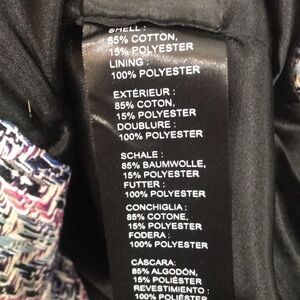 SHELL :
85% COTTON,
15% POLYESTER
LINING :
100% POLYESTER
EXTÉRIEUR :
85% COTON,
15% POLYESTER
DOUBLURE :
100% POLYESTER
SCHALE :
85% BAUMWOLLE,
15% POLYESTER
FUTTER :
100% POLYESTER
CONCHIGLIA :
85% COTONE,
15% POLYESTER
FODERA :
100% POLYESTER
CÁSCARA:
85% ALGODÓN,
15% POLIÉSTER
REVESTIMIENTO :
100% POLIÉSTER